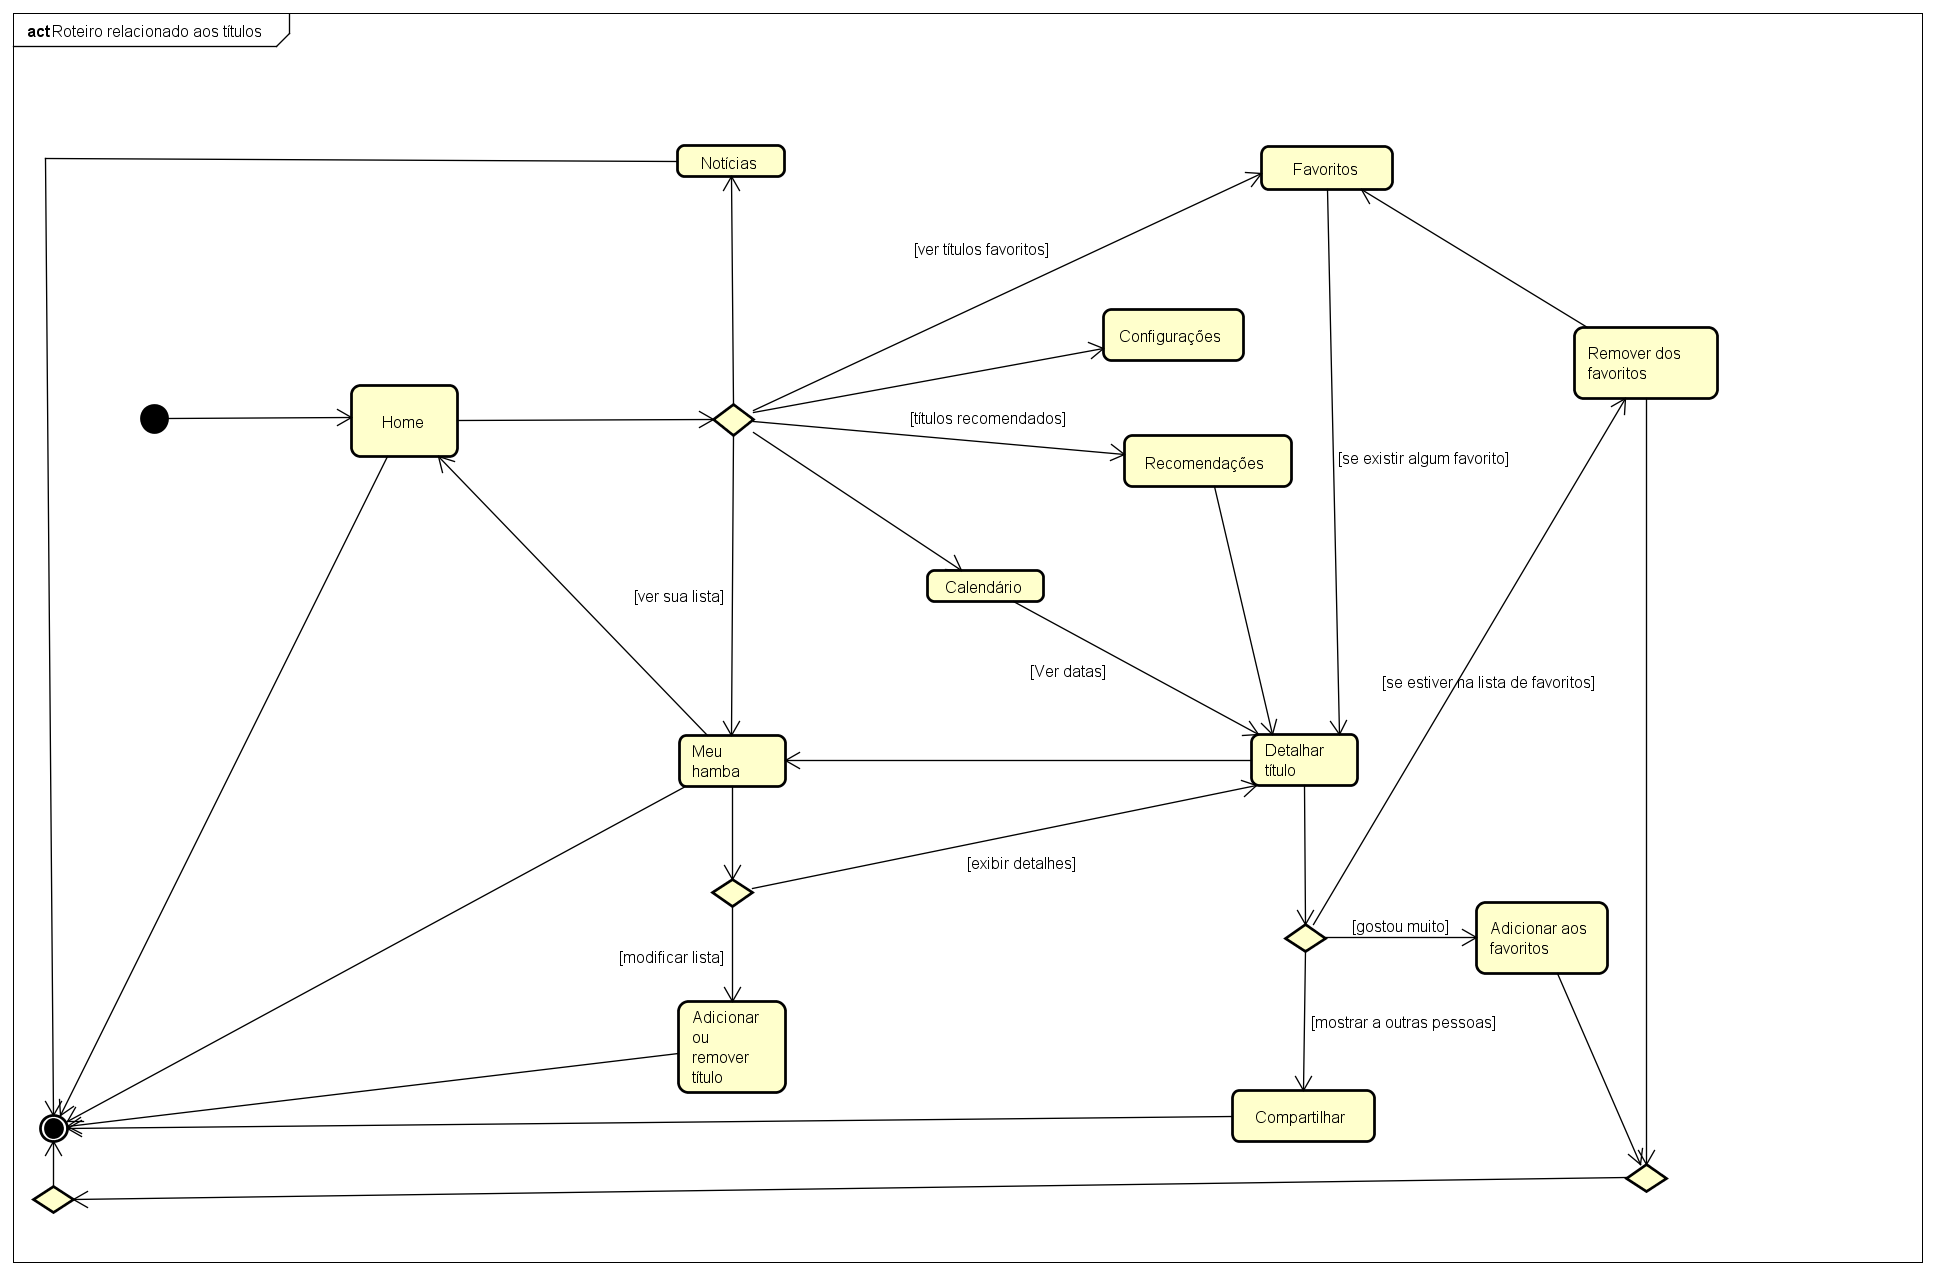 act Roteiro relacionado aos títulos
Notícias
Favoritos
[ver títulos favoritos]
Configurações
Remover dos
favoritos
Home
[títulos recomendados]
Recomendações
[se existir algum favorito]
Calendário
[ver sua lista]
[Ver datas]
[se estiver na lista de favoritos]
Meu
hamba
Detalhar
título
[exibir detalhes]
[gostou muito]
Adicionar aos
favoritos
[modificar lista]
Adicionar
ou
remover
título
[mostrar a outras pessoas]
Compartilhar